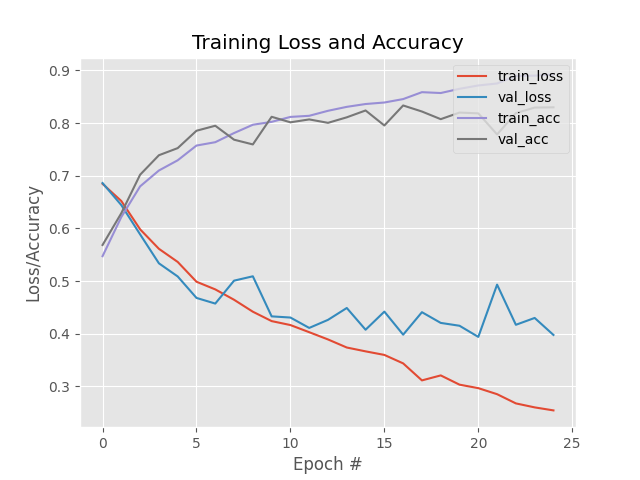 Training Loss and Accuracy
train_loss
val_loss
train_acc
val_acc
Loss/Accuracy
0.9
0.8
0.7
0.6
0.5
0.4
0.3
0 5 10 15 20 25
Epoch #